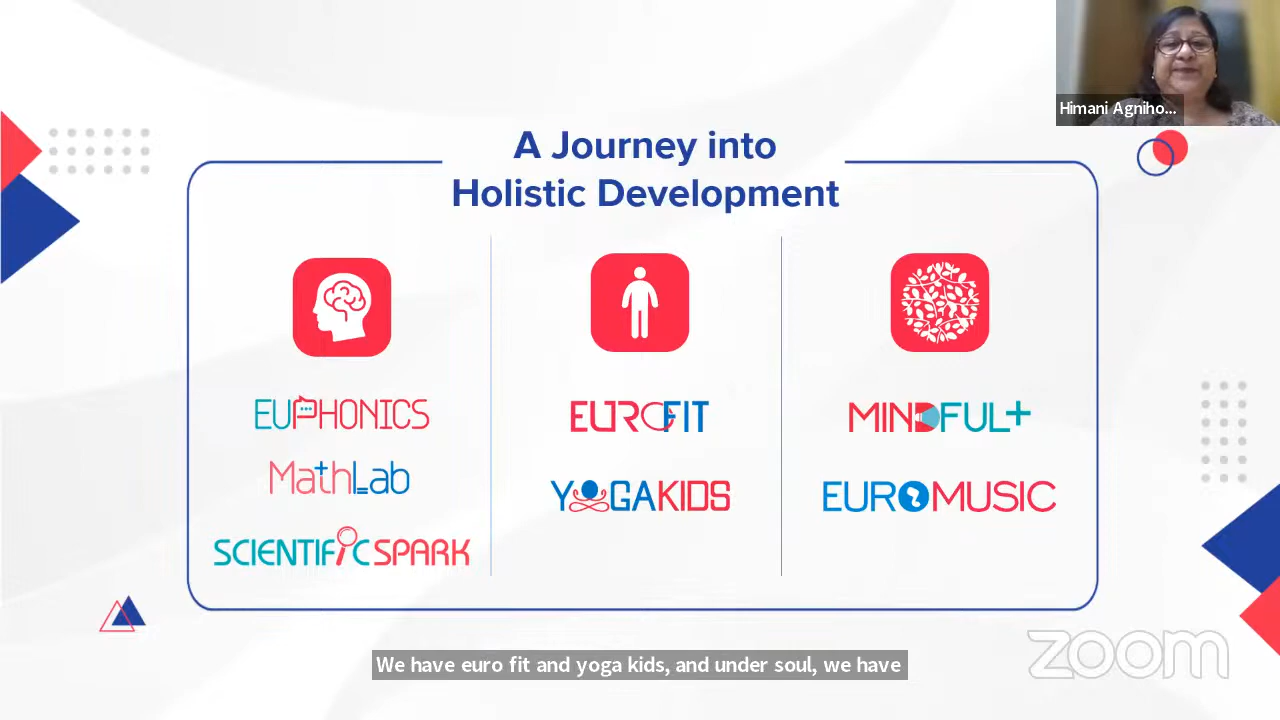 Himani Agniho...
A Journey into
Holistic Development
EUPHONICS
MathLab
SCIENTIFIC SPARK
EUROFIT
YOGAKIDS
MINDFUL+
EUROMUSIC
We have euro fit and yoga kids, and under soul, we have
zoom